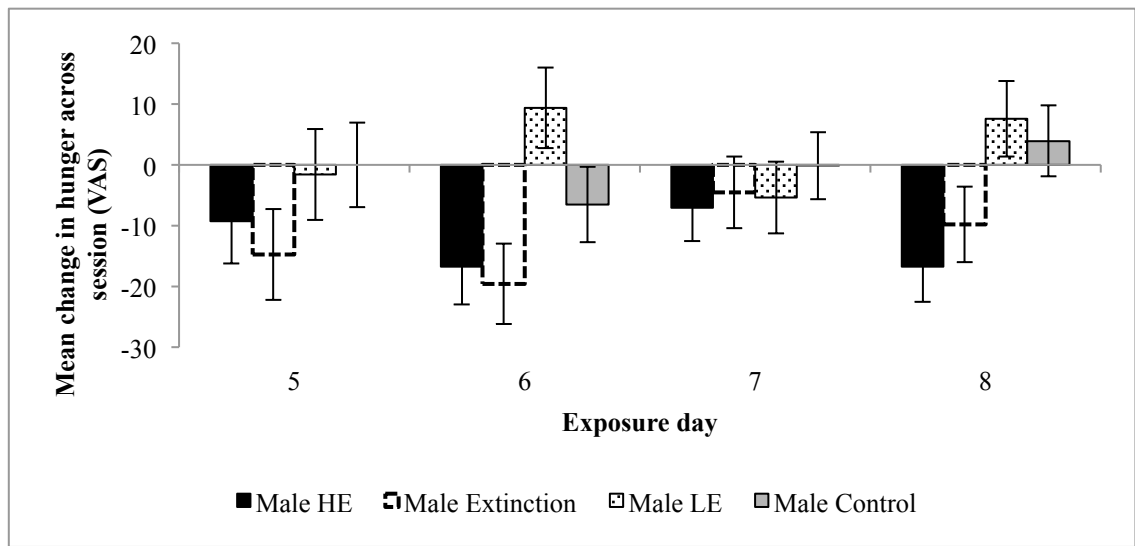 Mean change in hunger across
session (VAS)
20
10
0
-10
-20
-30
5 6 7 8
Exposure day
Male HE Male Extinction Male LE Male Control